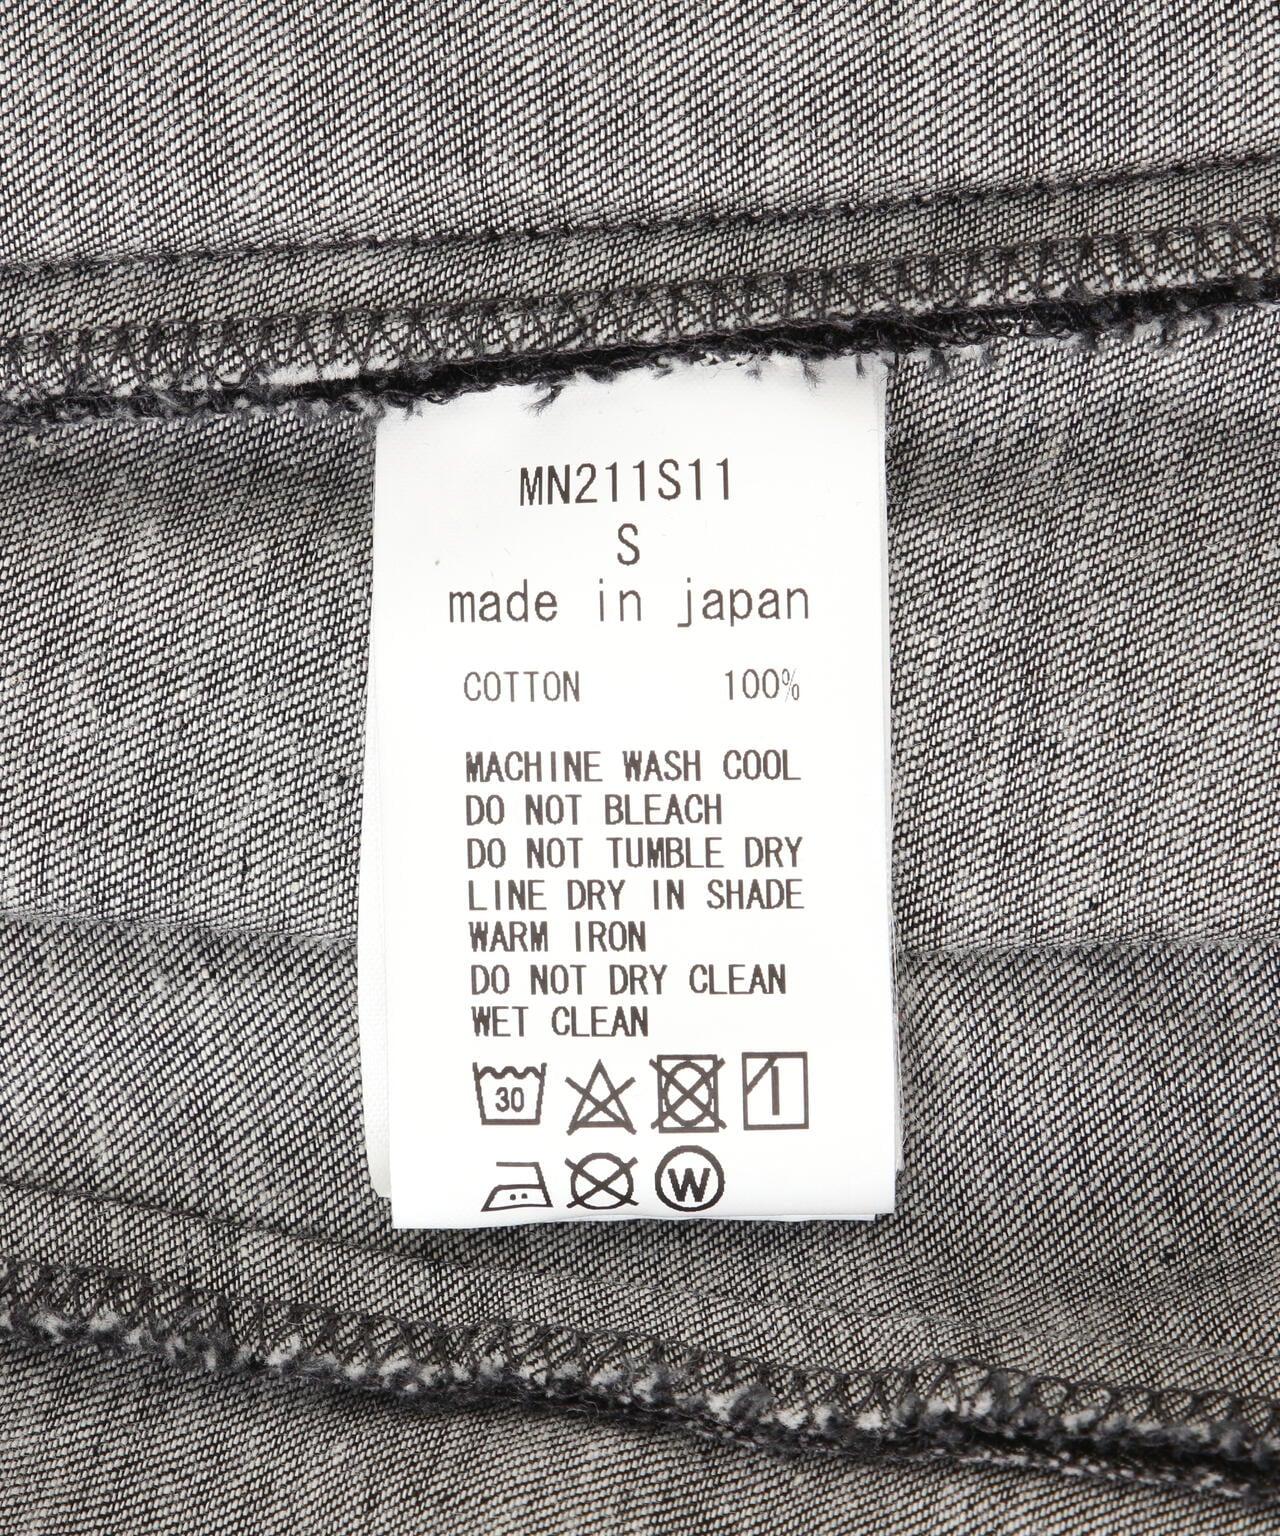 MN211S11
S
made in japan
COTTON 100%
MACHINE WASH COOL
DO NOT BLEACH
DO NOT TUMBLE DRY
LINE DRY IN SHADE
WARM IRON
DO NOT DRY CLEAN
WET CLEAN
30
W